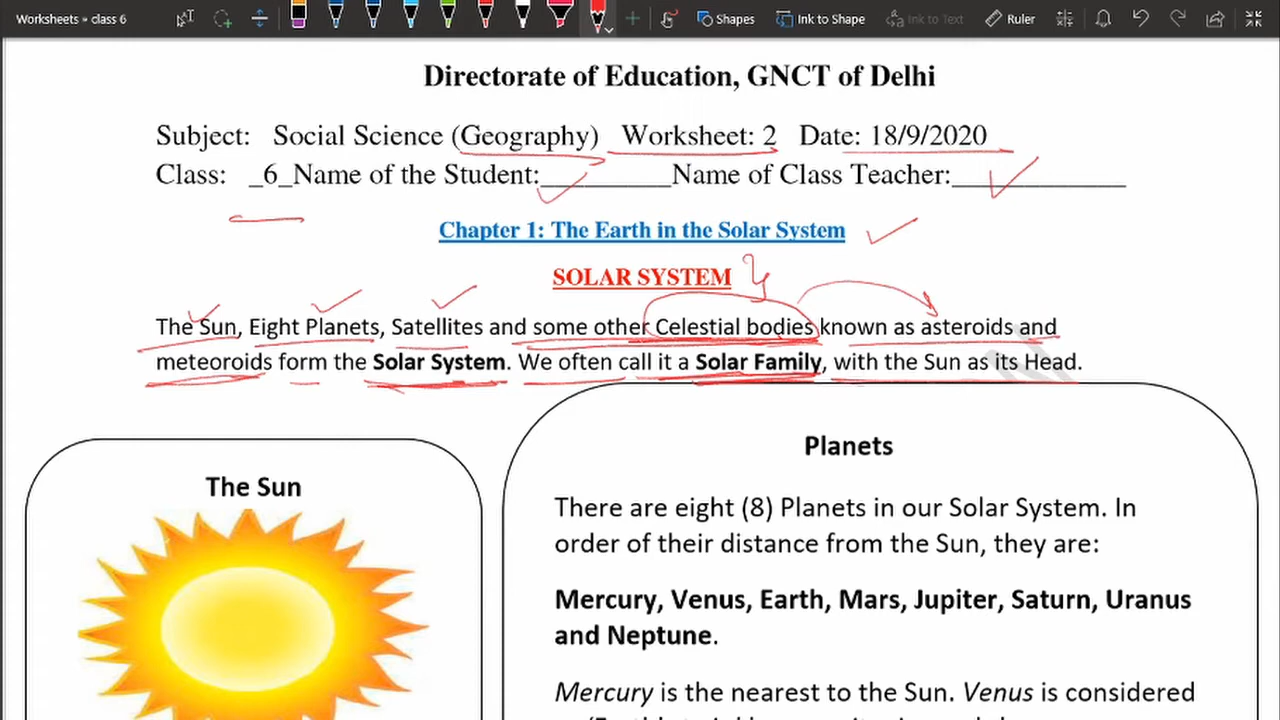 Worksheets » class 6
Shapes
Ink to Shape
Ink to Text
Ruler
Directorate of Education, GNCT of Delhi
Subject: Social Science (Geography) Worksheet: 2 Date: 18/9/2020
Class: _6_Name of the Student:_________Name of Class Teacher:____________
Chapter 1: The Earth in the Solar System
SOLAR SYSTEM
The Sun, Eight Planets, Satellites and some other Celestial bodies known as asteroids and
meteoroids form the Solar System. We often call it a Solar Family, with the Sun as its Head.
The Sun
Planets
There are eight (8) Planets in our Solar System. In
order of their distance from the Sun, they are:
Mercury, Venus, Earth, Mars, Jupiter, Saturn, Uranus
and Neptune.
Mercury is the nearest to the Sun. Venus is considered